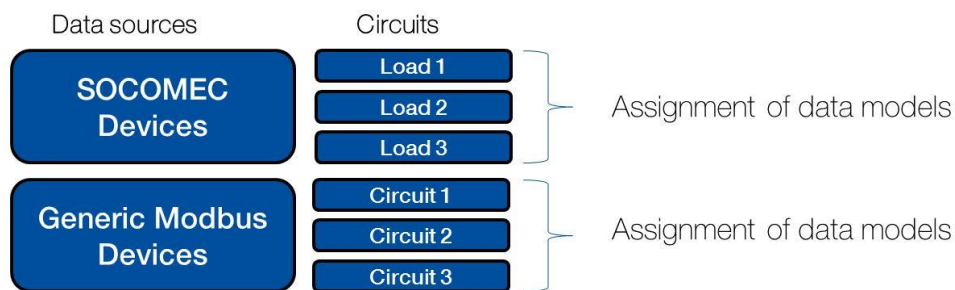 Data sources
Circuits
SOCOMEC
Devices
Load 1
Load 2
Load 3
Assignment of data models
Generic Modbus
Devices
Circuit 1
Circuit 2
Circuit 3
Assignment of data models